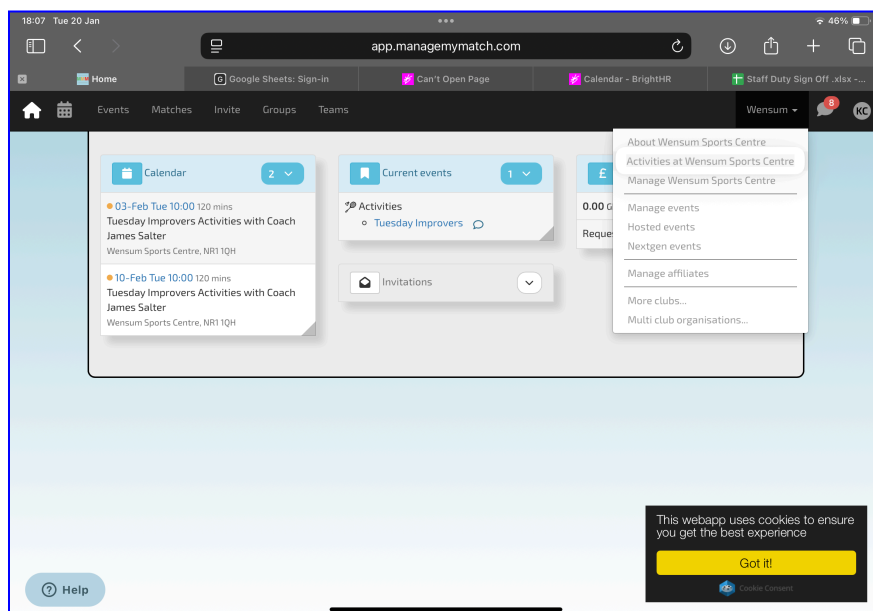 18:07 Tue 20 Jan
46%
app.managemymatch.com
Home
Google Sheets: Sign-in
Can't Open Page
Calendar - BrightHR
Staff Duty Sign Off .xlsx -...
Events Matches Invite Groups Teams
Wensum
8
KC
Calendar
2
03-Feb Tue 10:00 120 mins
Tuesday Improvers Activities with Coach
James Salter
Wensum Sports Centre, NR1 1QH
10-Feb Tue 10:00 120 mins
Tuesday Improvers Activities with Coach
James Salter
Wensum Sports Centre, NR1 1QH
Current events
1
Activities
Tuesday Improvers
Invitations
£
0.00 G
Reque
About Wensum Sports Centre
Activities at Wensum Sports Centre
Manage Wensum Sports Centre
Manage events
Hosted events
Nextgen events
Manage affiliates
More clubs...
Multi club organisations...
This webapp uses cookies to ensure
you get the best experience
Got it!
Cookie Consent
Help